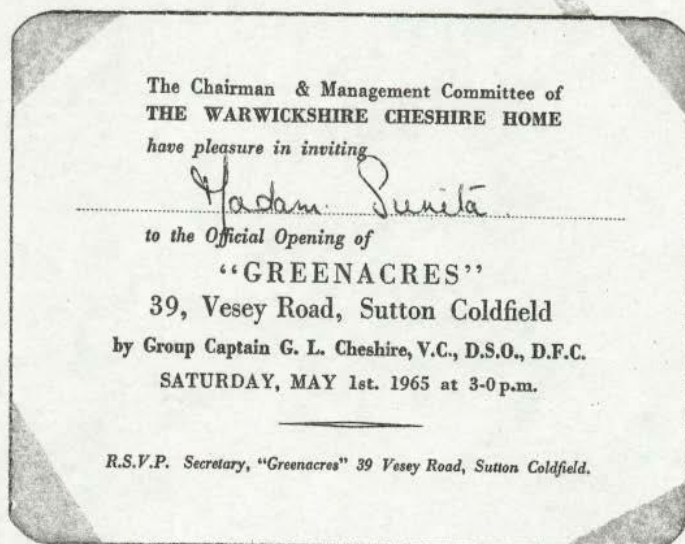 The Chairman & Management Committee of
THE WARWICKSHIRE CHESHIRE HOME
have pleasure in inviting
Madam. Sunita.
to the Official Opening of
“GREENACRES”
39, Vesey Road, Sutton Coldfield
by Group Captain G. L. Cheshire, V.C., D.S.O., D.F.C.
SATURDAY, MAY 1st. 1965 at 3-0 p.m.
R.S.V.P. Secretary, “Greenacres” 39 Vesey Road, Sutton Coldfield.